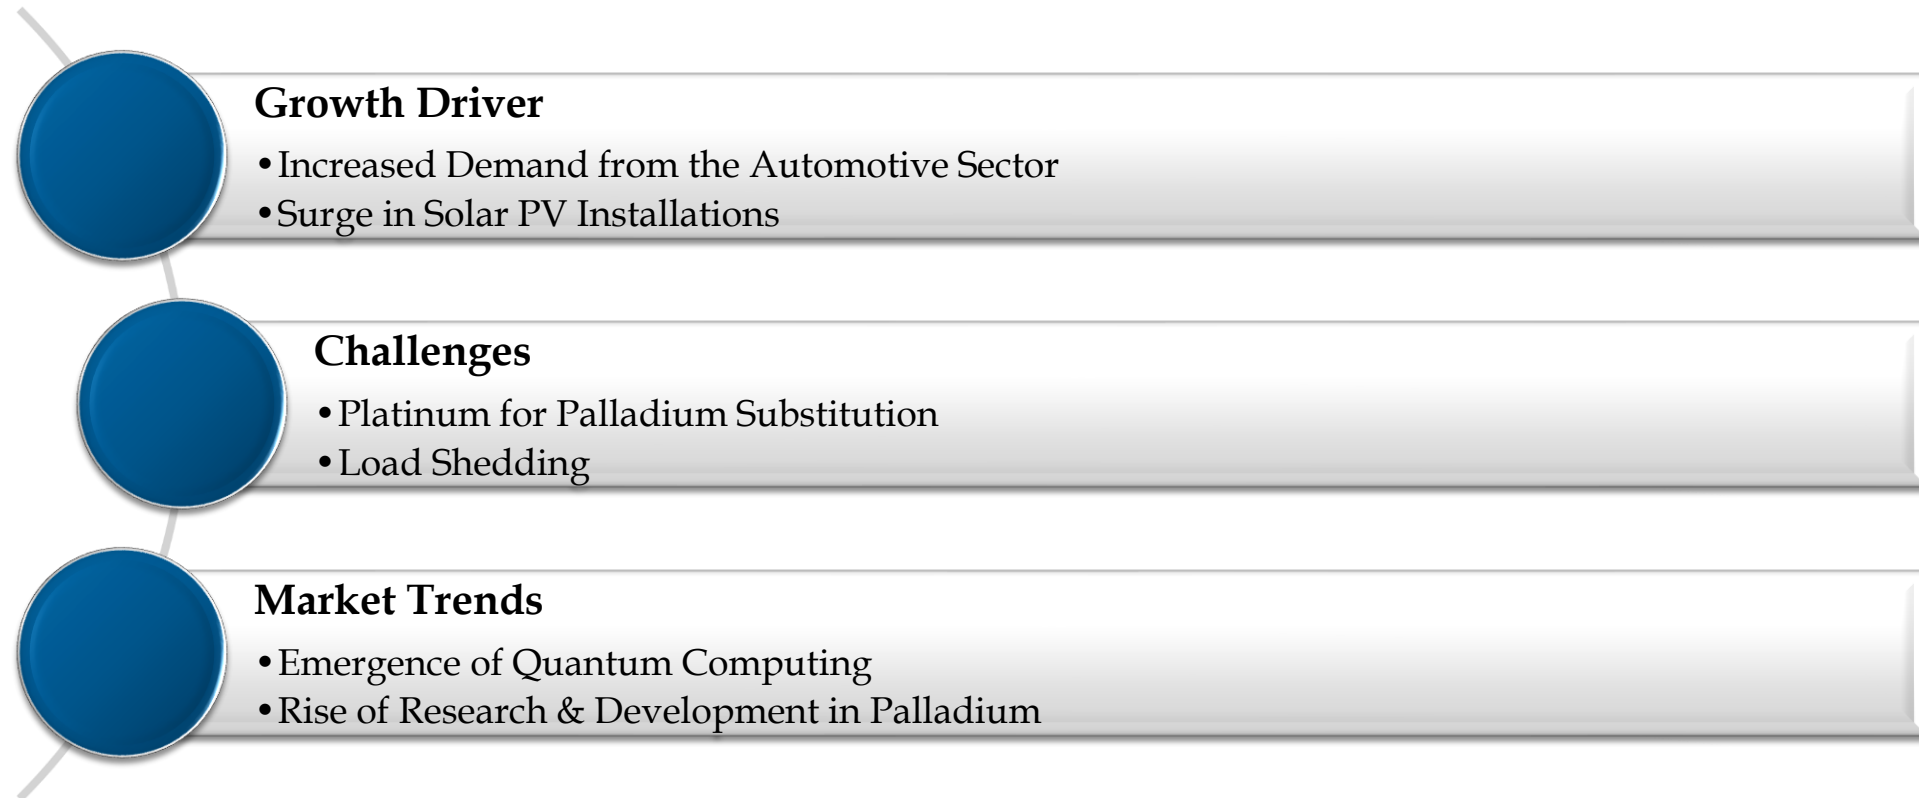 Growth Driver
•Increased Demand from the Automotive Sector
•Surge in Solar PV Installations
Challenges
•Platinum for Palladium Substitution
•Load Shedding
Market Trends
•Emergence of Quantum Computing
•Rise of Research & Development in Palladium